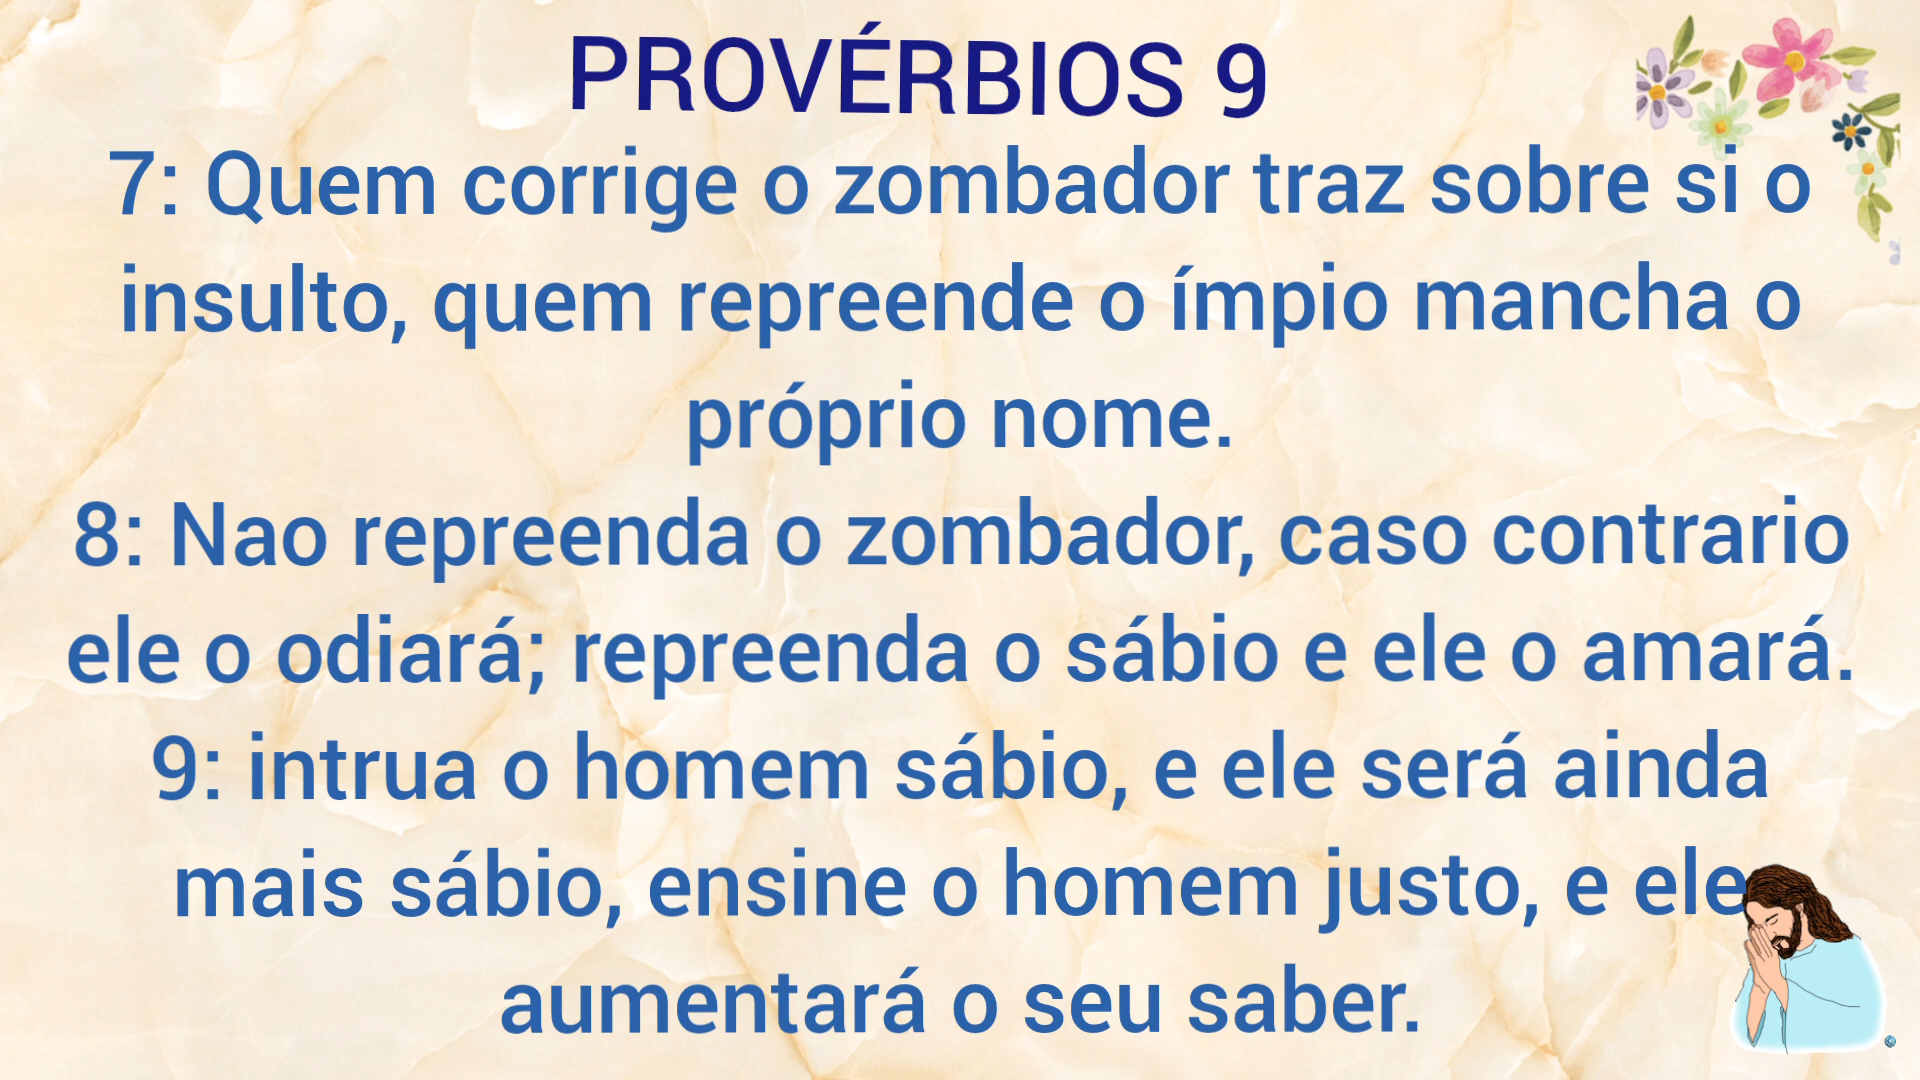 PROVÉRBIOS 9
7: Quem corrige o zombador traz sobre si o
insulto, quem repreende o ímpio mancha o
próprio nome.
8: Nao repreenda o zombador, caso contrario
ele o odiará; repreenda o sábio e ele o amará.
9: intrua o homem sábio, e ele será ainda
mais sábio, ensine o homem justo, e ele
aumentará o seu saber.